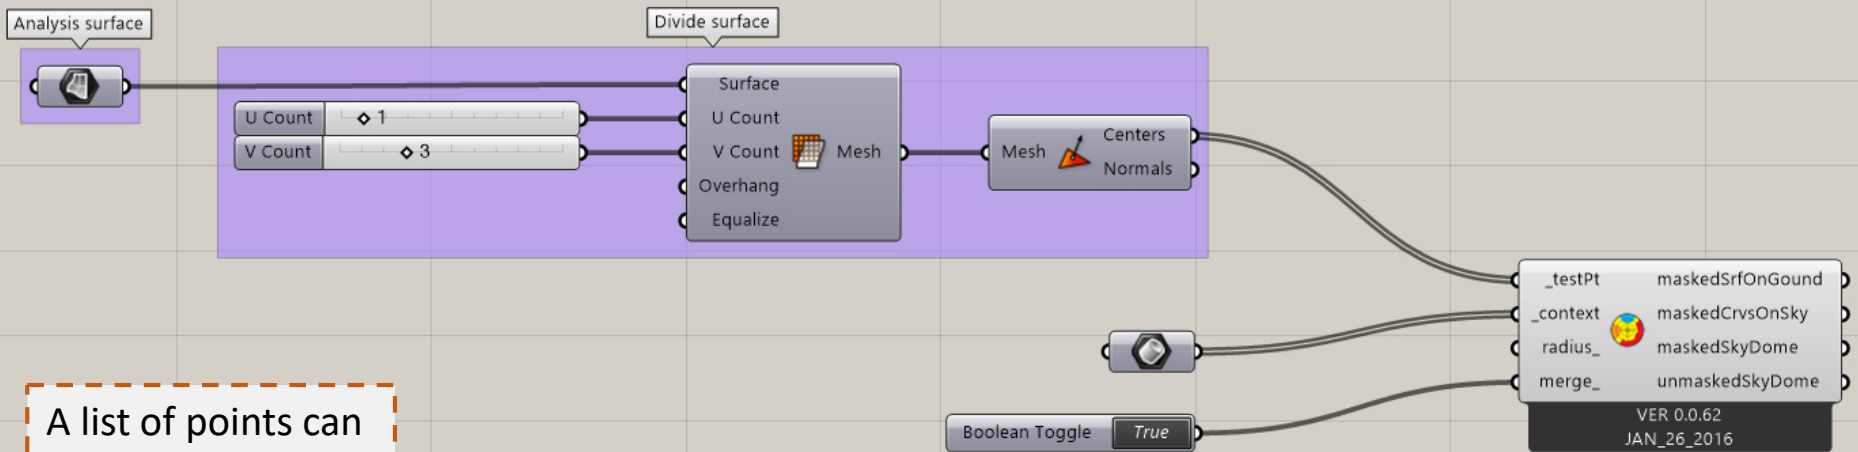 Analysis surface
Divide surface
Surface
U Count 1
U Count
V Count 3
V Count
Mesh
Overhang
Equalize
Mesh
Centers
Normals
_testPt
maskedSrfOnGound
_context
maskedCrvsOnSky
radius_
maskedSkyDome
merge_
unmaskedSkyDome
VER 0.0.62
JAN_26_2016
Boolean Toggle True
A list of points can